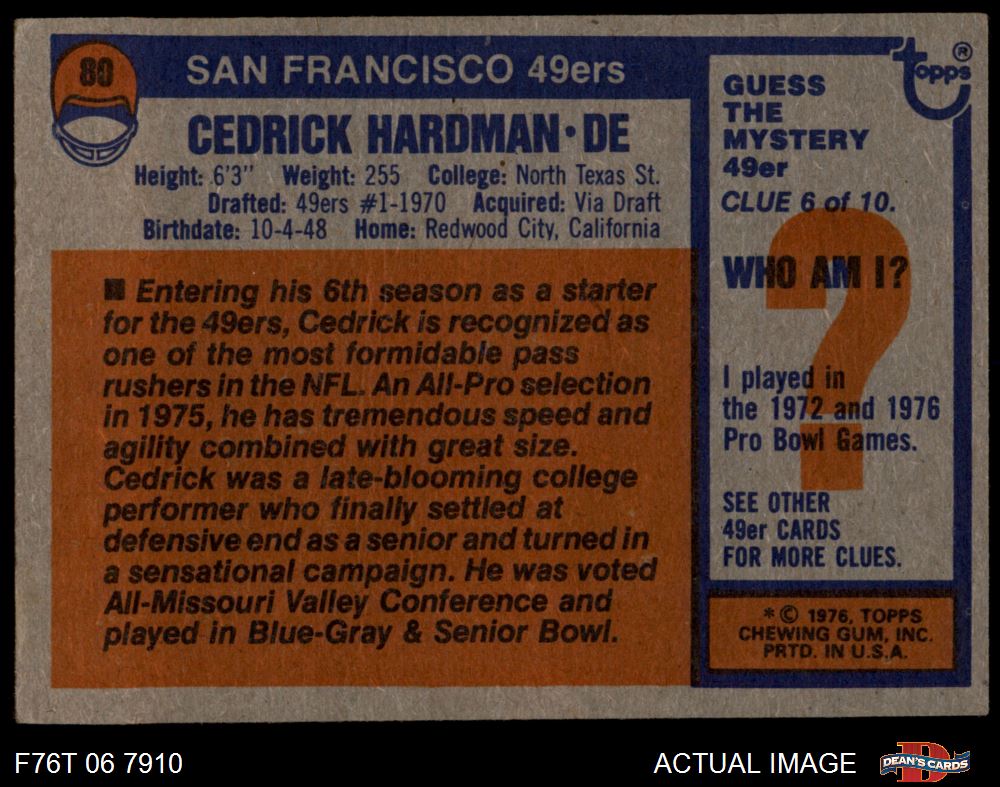 80
SAN FRANCISCO 49ers
CEDRICK HARDMAN • DE
Height: 6'3" Weight: 255 College: North Texas St.
Drafted: 49ers #1-1970 Acquired: Via Draft
Birthdate: 10-4-48 Home: Redwood City, California
■ Entering his 6th season as a starter
for the 49ers, Cedrick is recognized as
one of the most formidable pass
rushers in the NFL. An All-Pro selection
in 1975, he has tremendous speed and
agility combined with great size.
Cedrick was a late-blooming college
performer who finally settled at
defensive end as a senior and turned in
a sensational campaign. He was voted
All-Missouri Valley Conference and
played in Blue-Gray & Senior Bowl.
Topps ®
GUESS
THE
MYSTERY
49er
CLUE 6 of 10.
WHO AM I?
?
I played in
the 1972 and 1976
Pro Bowl Games.
SEE OTHER
49er CARDS
FOR MORE CLUES.
* © 1976, TOPPS
CHEWING GUM, INC.
PRTD. IN U.S.A.
F76T 06 7910
ACTUAL IMAGE
D
DEAN'S CARDS